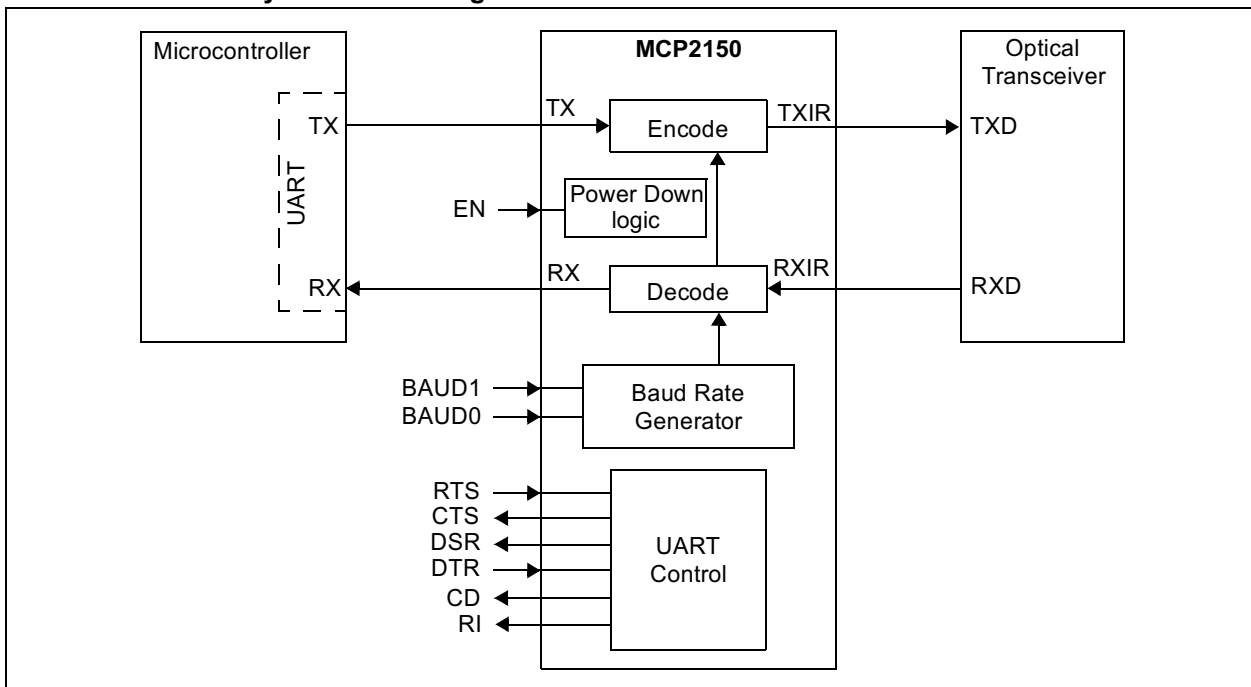 Microcontroller
MCP2150
Optical
Transceiver
TX
TX
Encode
TXIR
TXD
UART
EN
Power Down
logic
RX
RX
Decode
RXIR
RXD
BAUD1
BAUD0
Baud Rate
Generator
RTS
CTS
DSR
DTR
CD
RI
UART
Control